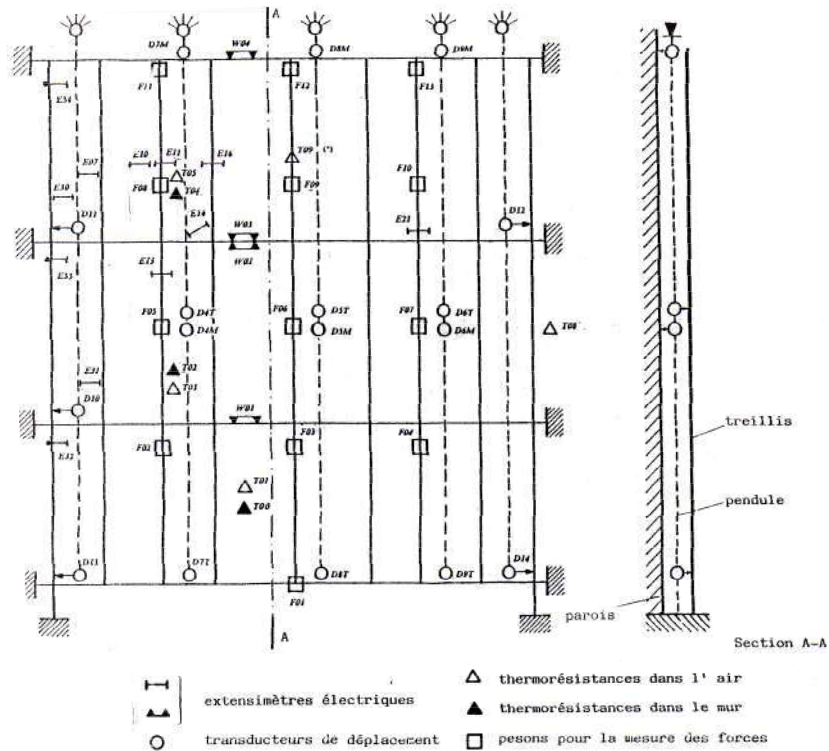 A
D7M
W04
D8M
D9M
F11
F12
F13
E34
E10
E11
E16
T09 (*)
E07
T05
F08
T04
F09
F10
E30
E14
D11
E21
D12
W03
W02
E35
E15
F05
D4T
D4M
F06
D5T
D5M
F07
D6T
D6M
T08
T02
T03
E31
D10
W01
F02
F03
F04
E32
treillis
T01
T00
pendule
D13
D7T
D8T
D9T
D14
F01
parois
A
Section A-A
extensimètres électriques
thermorésistances dans l' air
thermorésistances dans le mur
transducteurs de déplacement
pesons pour la mesure des forces